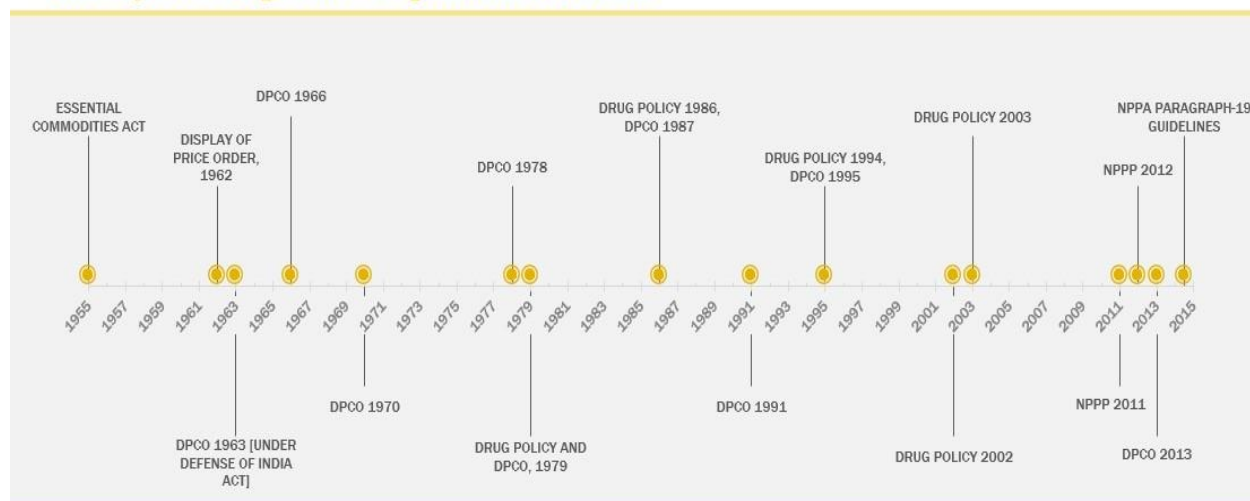 ESSENTIAL
COMMODITIES ACT
DISPLAY OF
PRICE ORDER,
1962
DPCO 1966
DPCO 1978
DRUG POLICY 1986,
DPCO 1987
DRUG POLICY 1994,
DPCO 1995
DRUG POLICY 2003
NPPP 2012
NPPA PARAGRAPH-19
GUIDELINES
1955 1957 1959 1961 1963 1965 1967 1969 1971 1973 1975 1977 1979 1981 1983 1985 1987 1989 1991 1993 1995 1997 1999 2001 2003 2005 2007 2009 2011 2013 2015
DPCO 1963 [UNDER
DEFENSE OF INDIA
ACT]
DPCO 1970
DRUG POLICY AND
DPCO, 1979
DPCO 1991
DRUG POLICY 2002
NPPP 2011
DPCO 2013